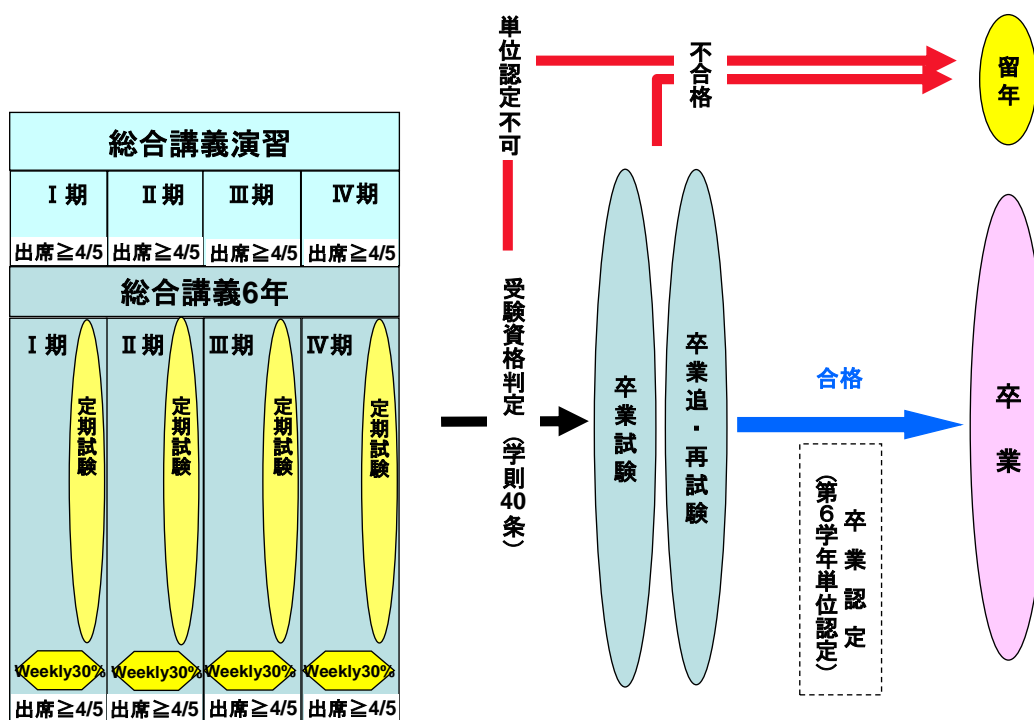 総合講義演習
Ⅰ期
Ⅱ期
Ⅲ期
Ⅳ期
出席≧4/5
出席≧4/5
出席≧4/5
出席≧4/5
総合講義6年
Ⅰ期
Ⅱ期
Ⅲ期
Ⅳ期
定期試験
定期試験
定期試験
定期試験
Weekly30%
Weekly30%
Weekly30%
Weekly30%
出席≧4/5
出席≧4/5
出席≧4/5
出席≧4/5
単位認定不可
受験資格判定（学則40条）
不合格
卒業試験
卒業追・再試験
合格
卒業認定
（第６学年単位認定）
留年
卒業